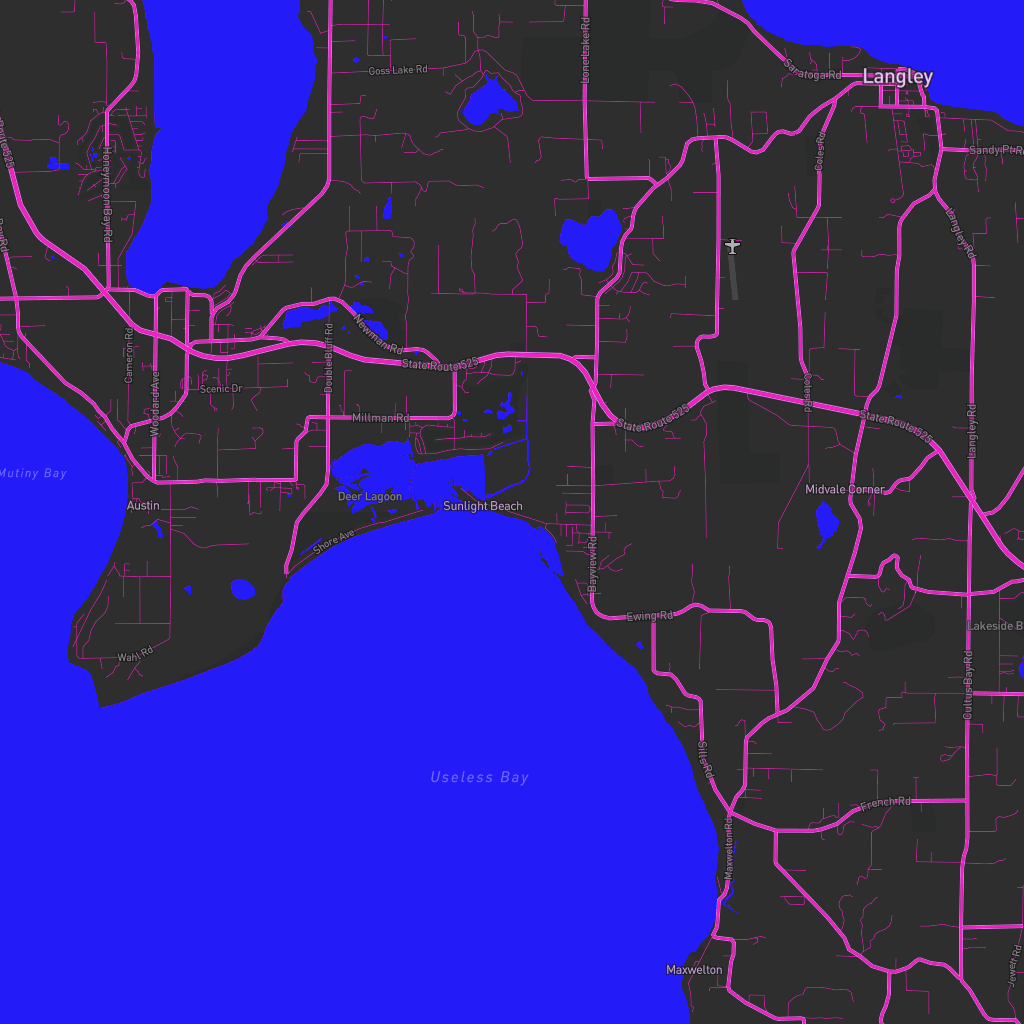 Goss Lake Rd
Lone Lake Rd
Saratoga Rd
Langley
Route 525
Honeymoon Bay Rd
Coles Rd
Sandy Pt Rd
Bay Rd
Langley Rd
Cameron Rd
Woodard Ave
Scenic Dr
Double Bluff Rd
Newman Rd
State Route 525
Millman Rd
State Route 525
Coles Rd
State Route 525
Langley Rd
Mutiny Bay
Austin
Deer Lagoon
Sunlight Beach
Midvale Corner
Shore Ave
Bayview Rd
Ewing Rd
Lakeside B
Wahl Rd
Cultus Bay Rd
Sills Rd
Useless Bay
French Rd
Maxwelton Rd
Maxwelton
Jewett Rd